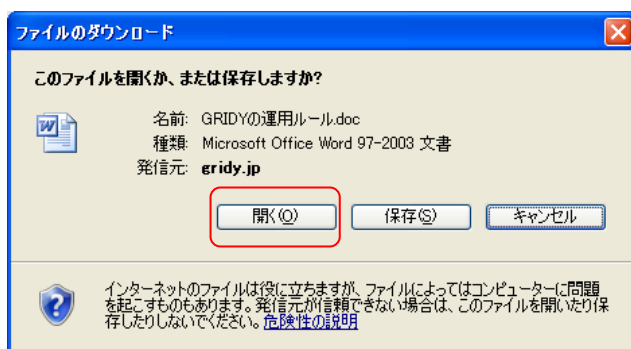 ファイルのダウンロード
このファイルを開くか、または保存しますか?
名前: GRIDYの運用ルール.doc
種類: Microsoft Office Word 97-2003 文書
発信元: gridy.jp
開く(O) 保存(S) キャンセル
インターネットのファイルは役に立ちますが、ファイルによってはコンピューターに問題
を起こすものもあります。発信元が信頼できない場合は、このファイルを開いたり保
存したりしないでください。危険性の説明